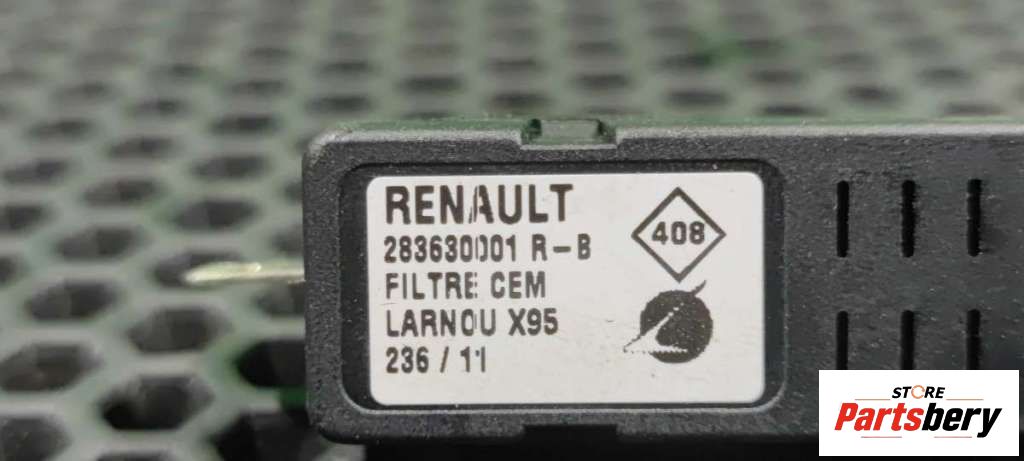 RENAULT
283630001 R-B
408
FILTRE CEM
LARNOU X95
236 / 11
STORE
Partsbery